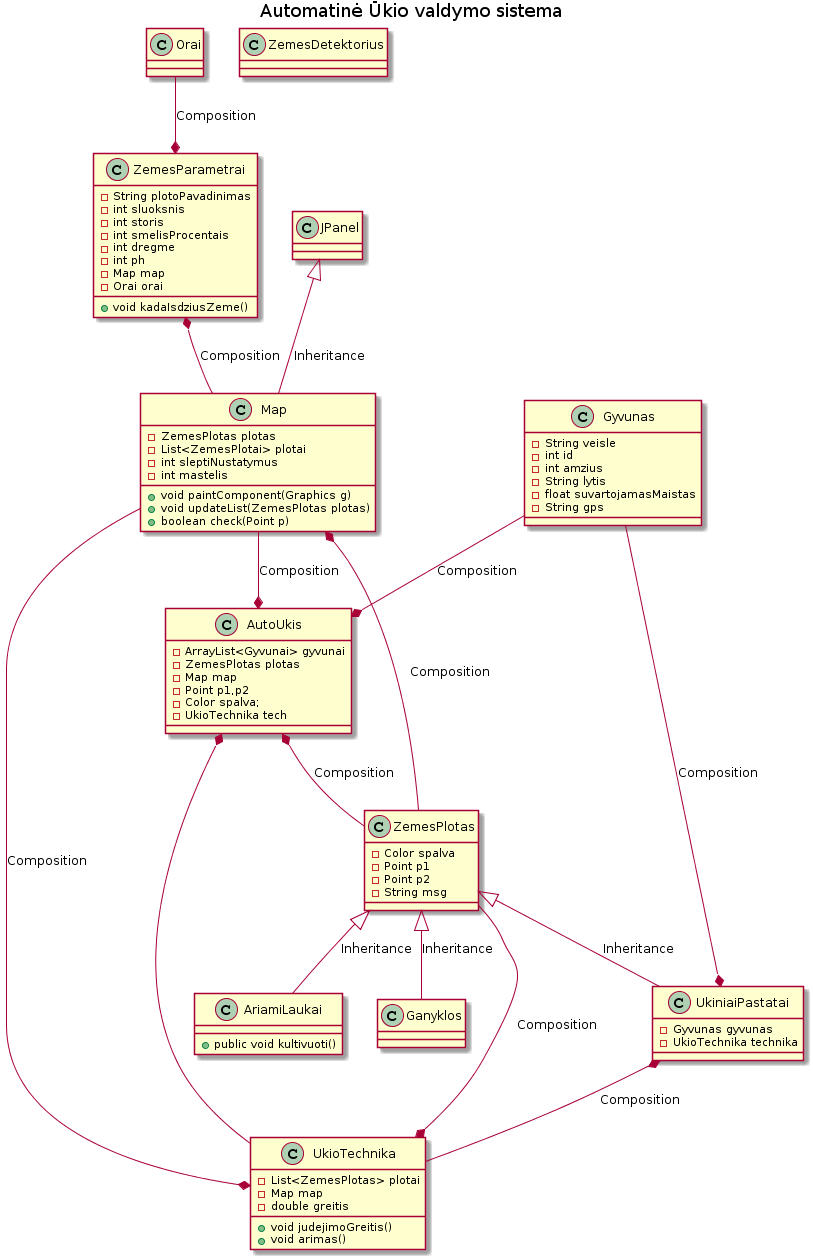 Automatinė Ūkio valdymo sistema
C Orai
C ZemesDetektorius
Composition
C ZemesParametrai
String plotoPavadinimas
int sluoksnis
int storis
int smelisProcentais
int dregme
int ph
Map map
Orai orai
void kadaIsdziusZeme()
C JPanel
Composition
Inheritance
C Map
ZemesPlotas plotas
List<ZemesPlotai> plotai
int sleptiNustatymus
int mastelis
void paintComponent(Graphics g)
void updateList(ZemesPlotas plotas)
boolean check(Point p)
C Gyvunas
String veisle
int id
int amzius
String lytis
float suvartojamasMaistas
String gps
Composition
Composition
C AutoUkis
ArrayList<Gyvunai> gyvunai
ZemesPlotas plotas
Map map
Point p1,p2
Color spalva;
UkioTechnika tech
Composition
Composition
Composition
C ZemesPlotas
Color spalva
Point p1
Point p2
String msg
Composition
Inheritance
Inheritance
Inheritance
C AriamiLaukai
public void kultivuoti()
C Ganyklos
C UkiniaiPastatai
Gyvunas gyvunas
UkioTechnika technika
Composition
Composition
C UkioTechnika
List<ZemesPlotas> plotai
Map map
double greitis
void judejimoGreitis()
void arimas()